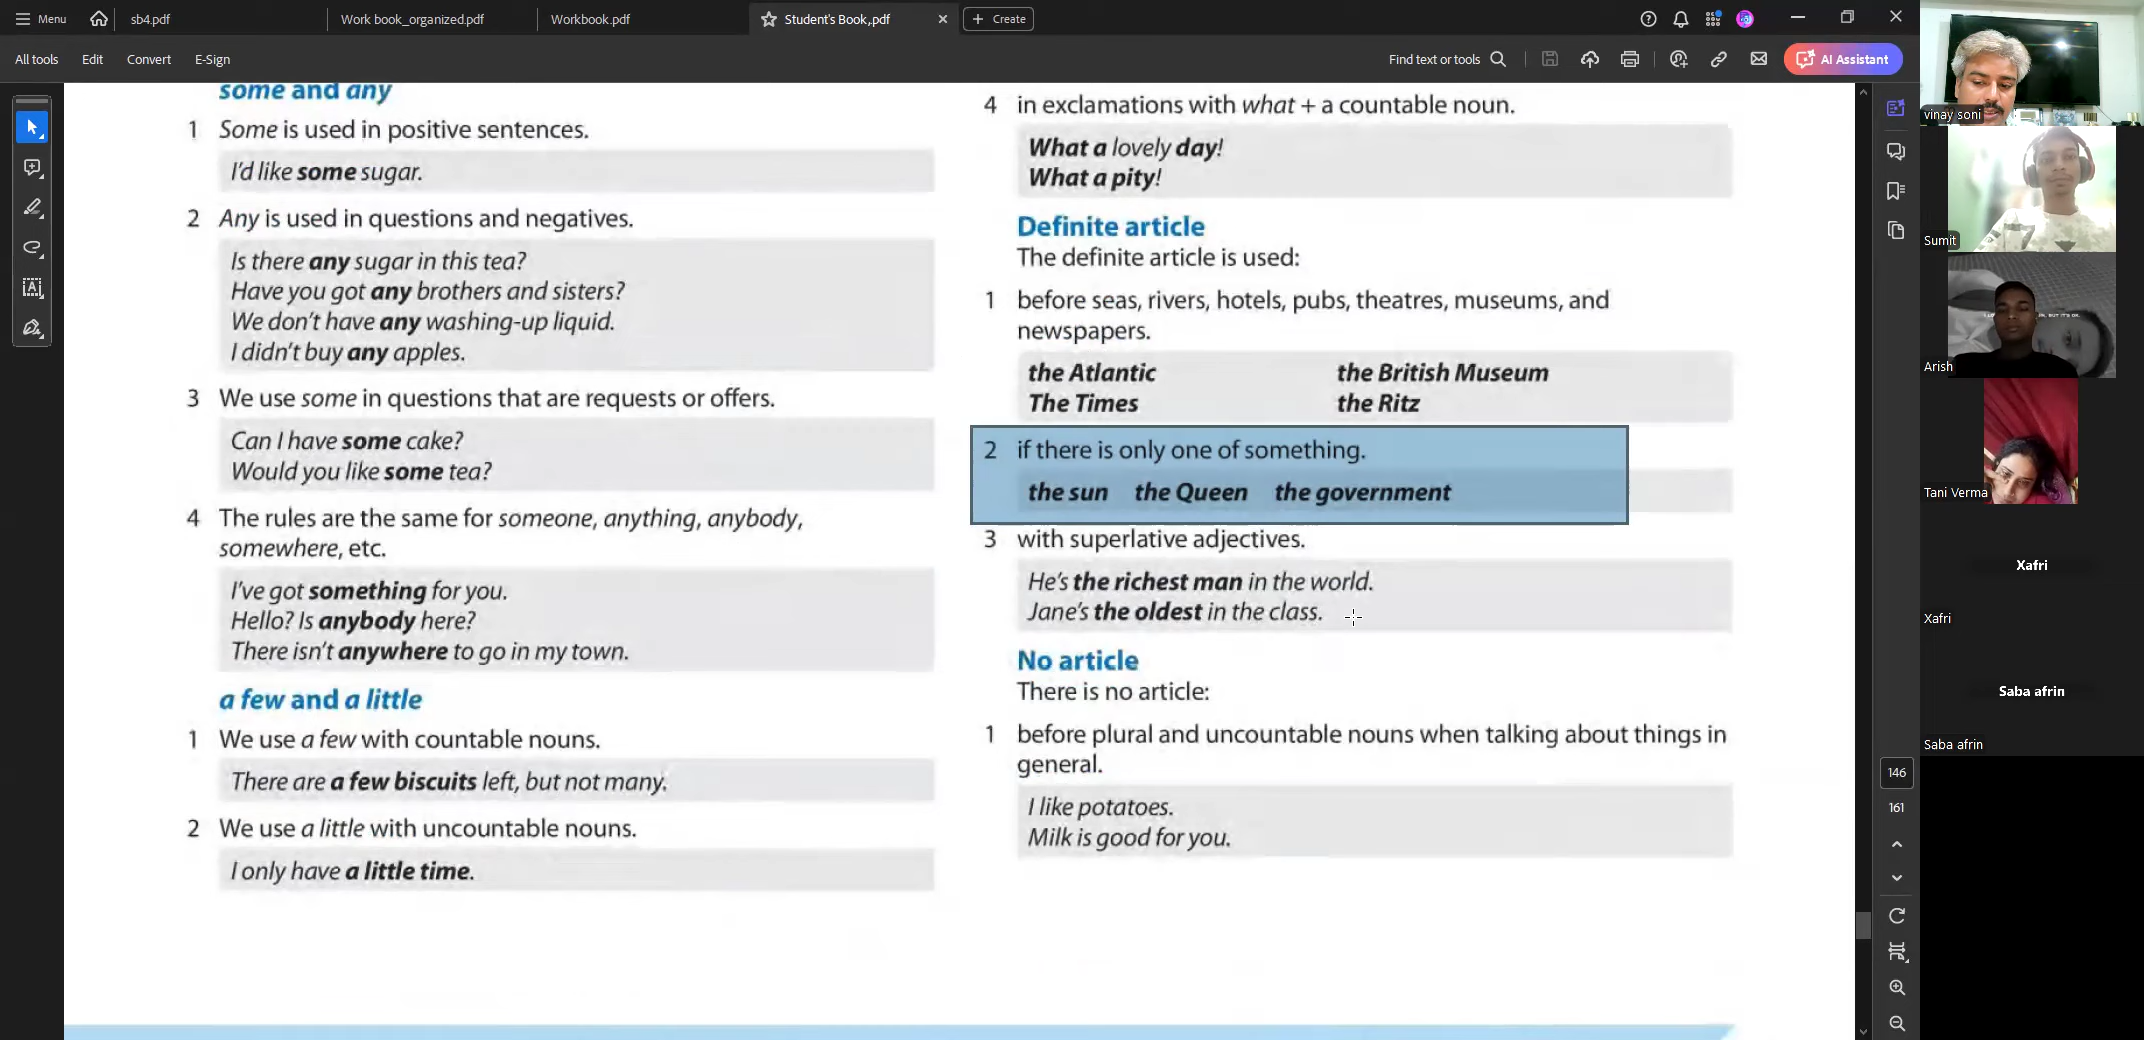 Menu
sb4.pdf
Work book_organized.pdf
Workbook.pdf
Student's Book,.pdf
Create
All tools
Edit
Convert
E-Sign
Find text or tools
AI Assistant
some and any
1 Some is used in positive sentences.
I'd like some sugar.
2 Any is used in questions and negatives.
Is there any sugar in this tea?
Have you got any brothers and sisters?
We don't have any washing-up liquid.
I didn't buy any apples.
3 We use some in questions that are requests or offers.
Can I have some cake?
Would you like some tea?
4 The rules are the same for someone, anything, anybody,
somewhere, etc.
I've got something for you.
Hello? Is anybody here?
There isn't anywhere to go in my town.
a few and a little
1 We use a few with countable nouns.
There are a few biscuits left, but not many.
2 We use a little with uncountable nouns.
I only have a little time.
4 in exclamations with what + a countable noun.
What a lovely day!
What a pity!
Definite article
The definite article is used:
1 before seas, rivers, hotels, pubs, theatres, museums, and
newspapers.
the Atlantic the British Museum
The Times the Ritz
2 if there is only one of something.
the sun the Queen the government
3 with superlative adjectives.
He's the richest man in the world.
Jane's the oldest in the class.
No article
There is no article:
1 before plural and uncountable nouns when talking about things in
general.
I like potatoes.
Milk is good for you.
146
161
vinay soni
Sumit
Arish
Tani Verma
Xafri
Xafri
Saba afrin
Saba afrin